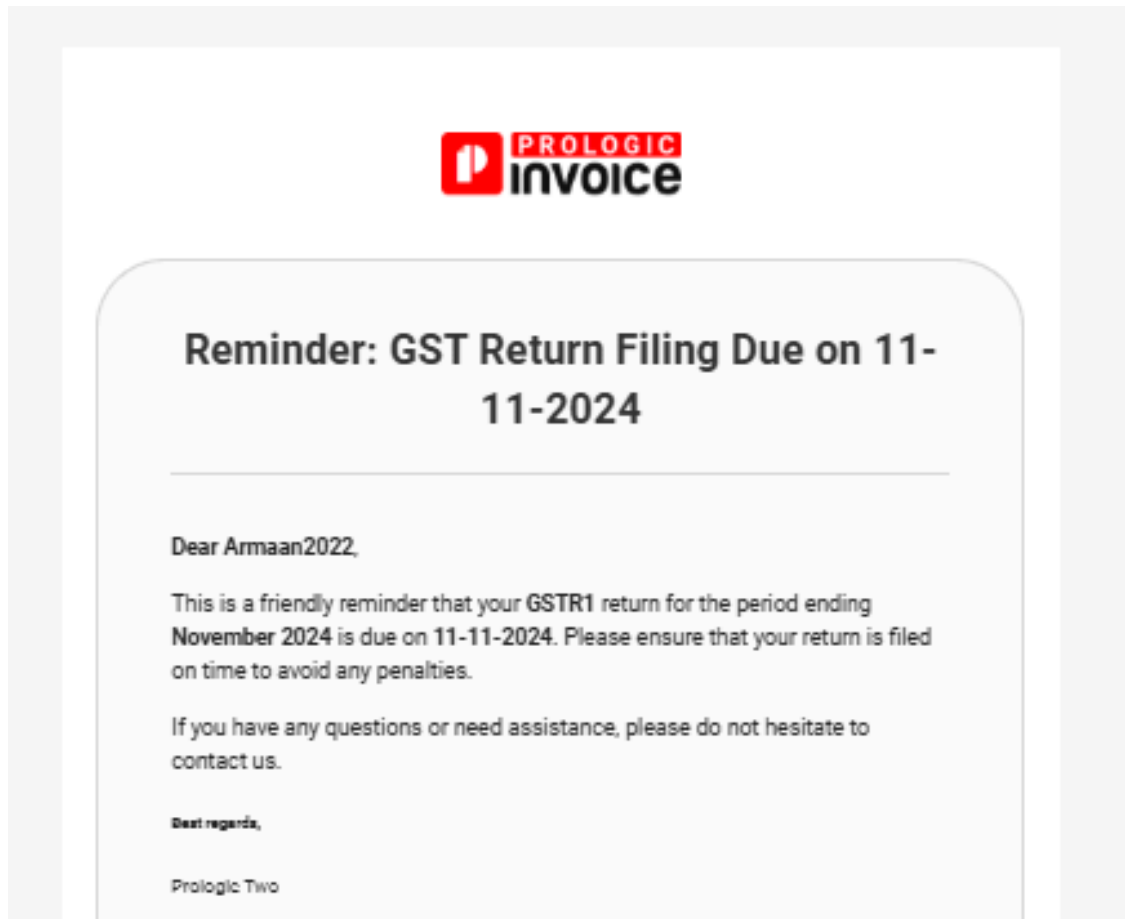 PROLOGIC
invoice
Reminder: GST Return Filing Due on 11-
11-2024
Dear Armaan2022,
This is a friendly reminder that your GSTR1 return for the period ending
November 2024 is due on 11-11-2024. Please ensure that your return is filed
on time to avoid any penalties.
If you have any questions or need assistance, please do not hesitate to
contact us.
Best regards,
Prologic Two